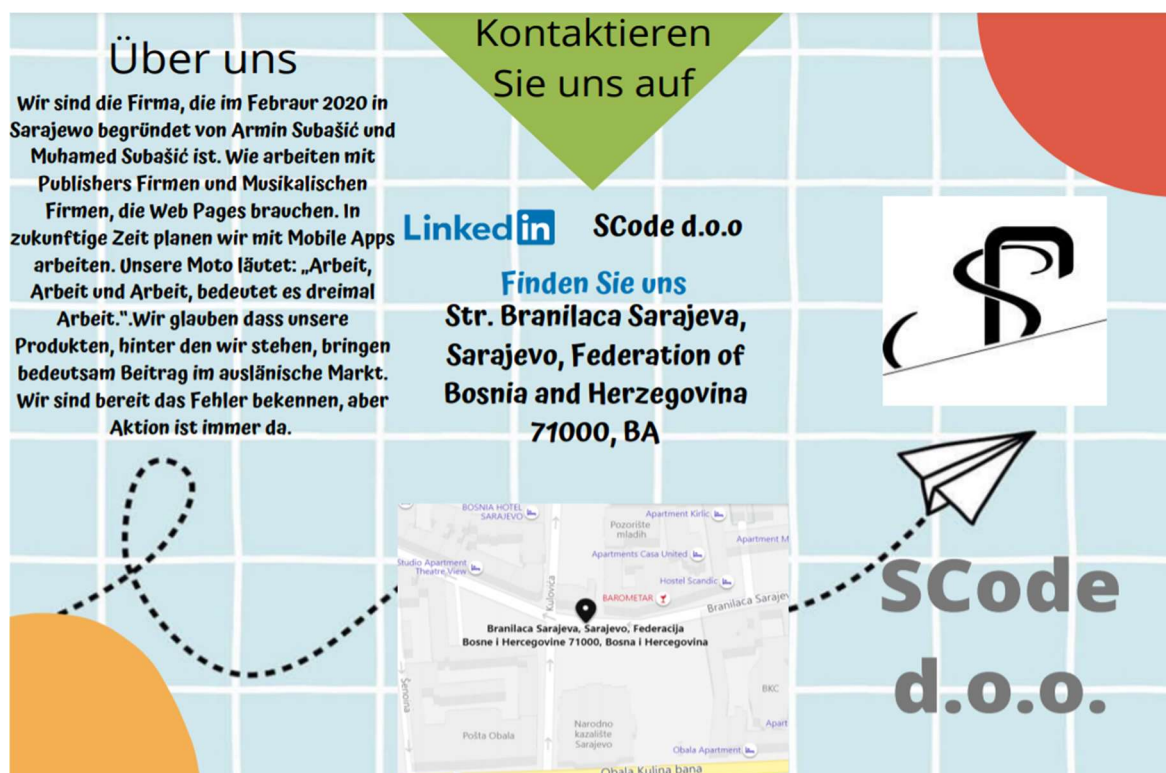 Über uns
Wir sind die Firma, die im Febraur 2020 in
Sarajewo begründet von Armin Subašić und
Muhamed Subašić ist. Wie arbeiten mit
Publishers Firmen und Musikalischen
Firmen, die Web Pages brauchen. In
zukunftige Zeit planen wir mit Mobile Apps
arbeiten. Unsere Moto läutet: „Arbeit,
Arbeit und Arbeit, bedeutet es dreimal
Arbeit.“.Wir glauben dass unsere
Produkten, hinter den wir stehen, bringen
bedeutsam Beitrag im auslänische Markt.
Wir sind bereit das Fehler bekennen, aber
Aktion ist immer da.
Kontaktieren
Sie uns auf
Linked in SCode d.o.o
Finden Sie uns
Str. Branilaca Sarajeva,
Sarajevo, Federation of
Bosnia and Herzegovina
71000, BA
BOSNIA HOTEL
SARAJEVO
Apartment Kirlic
Pozorište
mladih
Apartment M
Apartments Casa United
Studio Apartment
Theatre View
Hostel Scandic
Kulovića
BAROMETAR
Branilaca Sarajev
Branilaca Sarajeva, Sarajevo, Federacija
Bosne i Hercegovine 71000, Bosna i Hercegovina
Šenoina
BKC
Narodno
kazalište
Sarajevo
Apart
Pošta Obala
Obala Apartment
Obala Kulina bana
SCode
d.o.o.